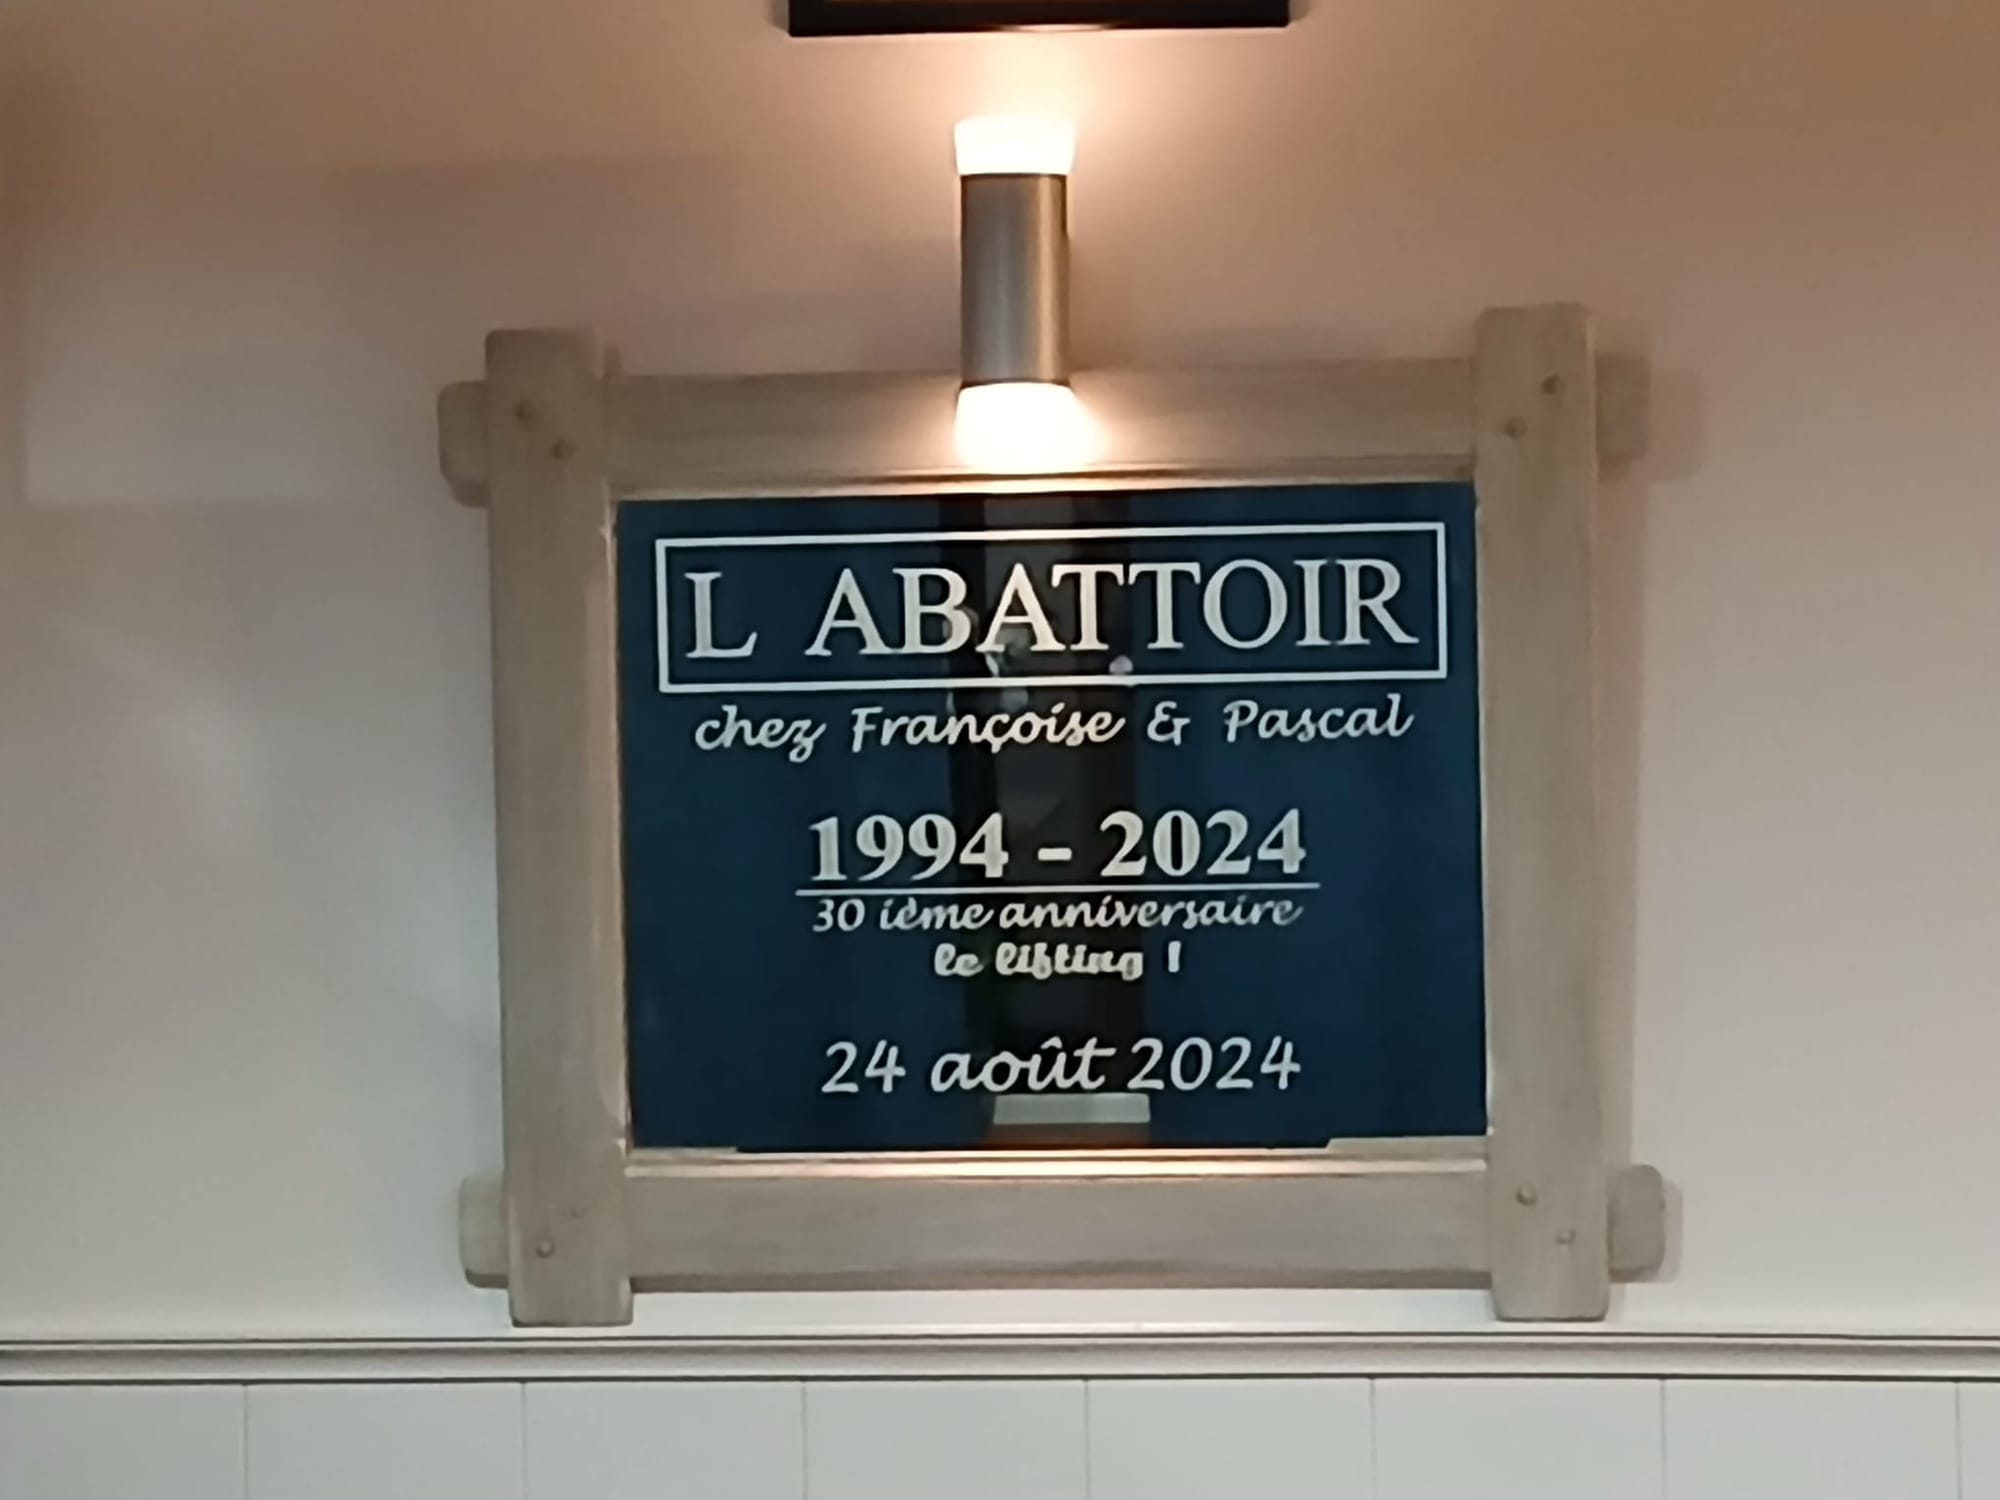 L ABATTOIR
chez Françoise & Pascal
1994 - 2024
30 ième anniversaire
le lifting !
24 août 2024